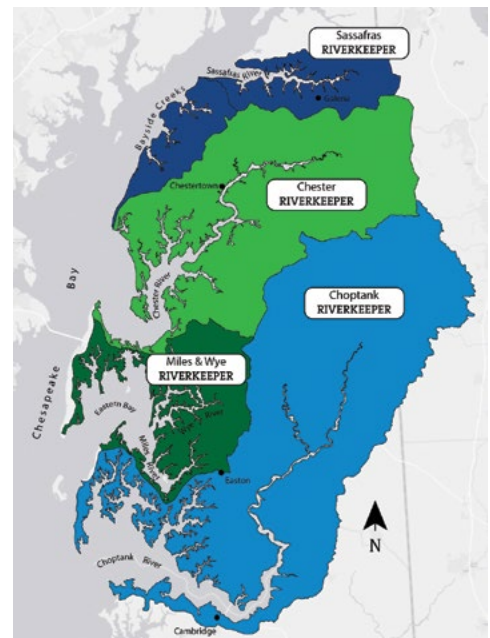 Sassafras
RIVERKEEPER
Sassafras River
Galena
Bayside Creeks
Chestertown
Chester
RIVERKEEPER
Chester River
Bay
Choptank
RIVERKEEPER
Miles & Wye
RIVERKEEPER
Chesapeake
Eastern Bay
Wye River
Miles River
Easton
N
Choptank River
Cambridge